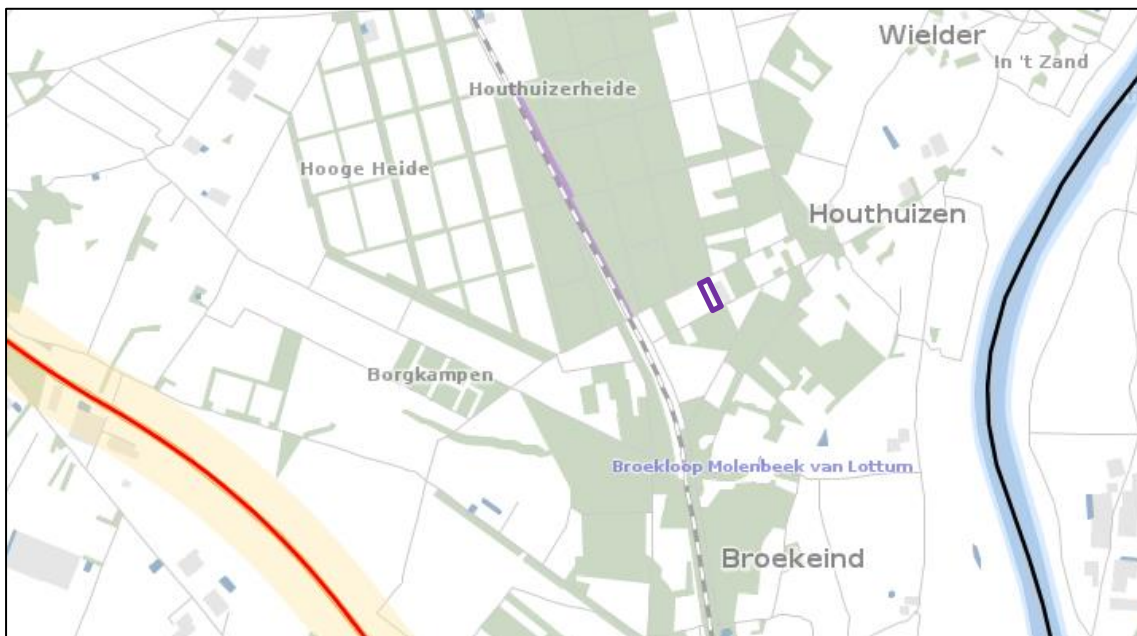 Wielder
In 't Zand
Houthuizerheide
Hooge Heide
Houthuizen
Borgkampen
Broekloop Molenbeek van Lottum
Broekeind